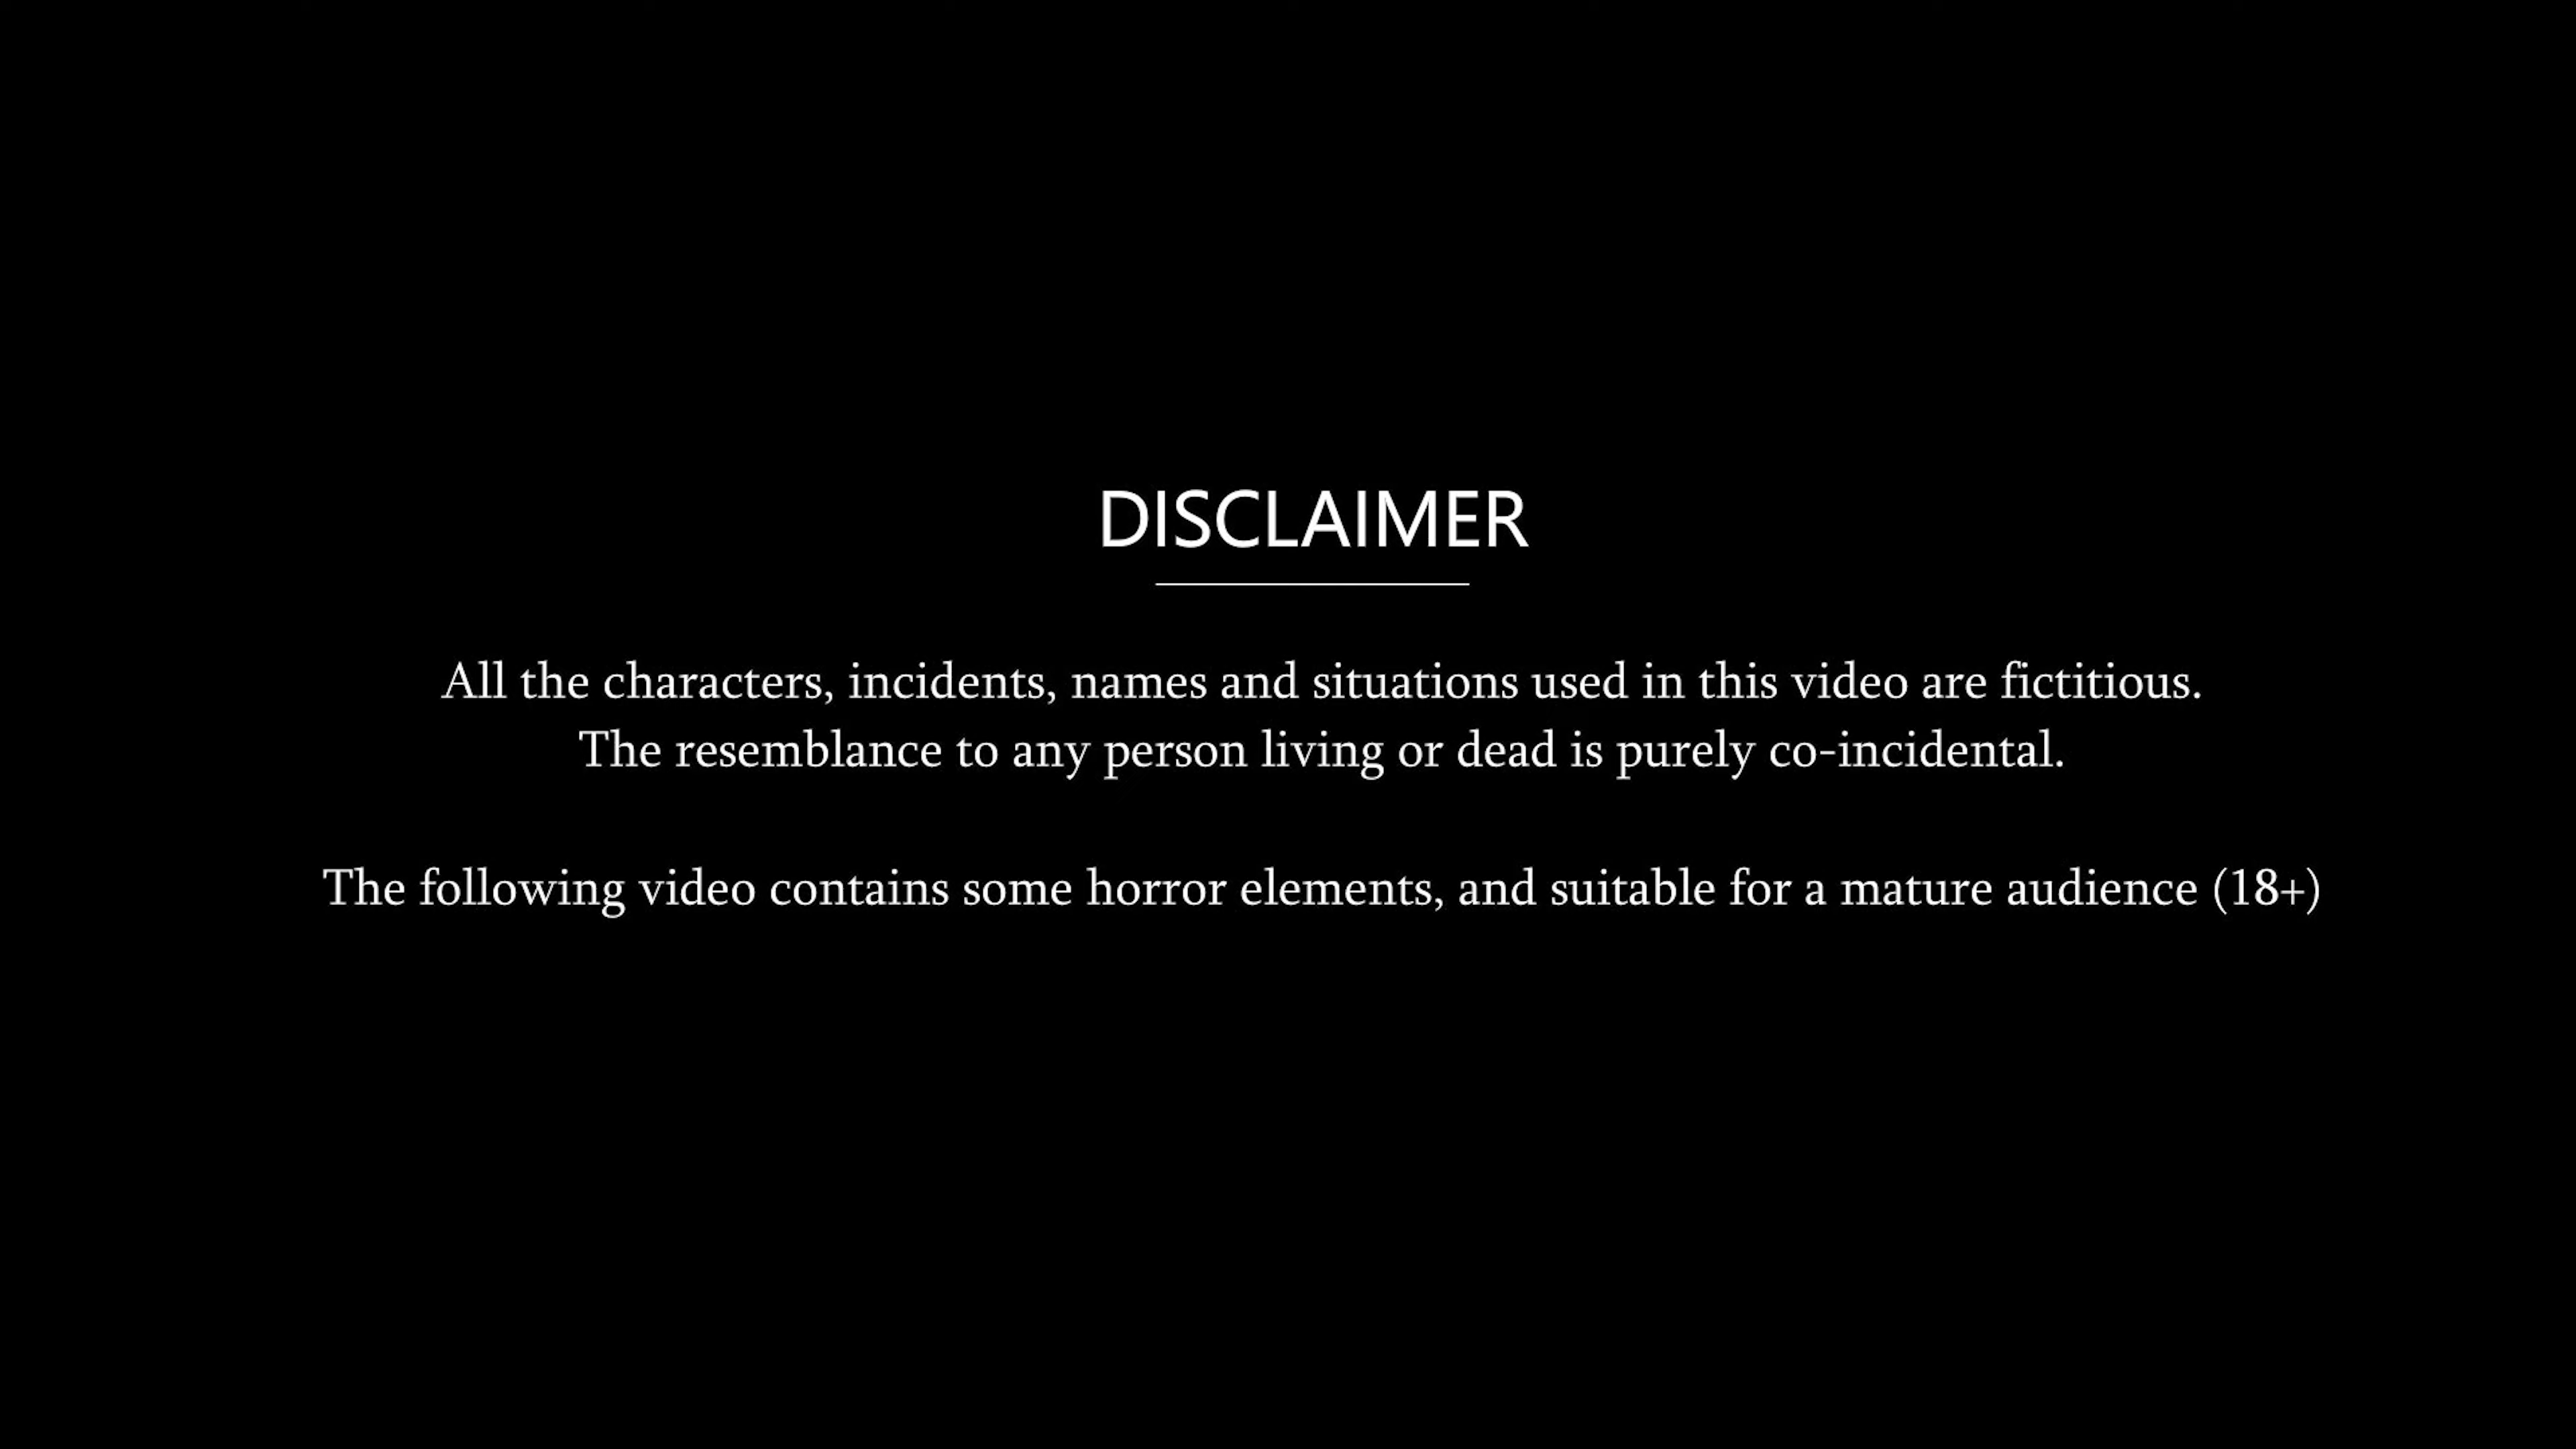 DISCLAIMER
All the characters, incidents, names and situations used in this video are fictitious.
The resemblance to any person living or dead is purely co-incidental.
The following video contains some horror elements, and suitable for a mature audience (18+)